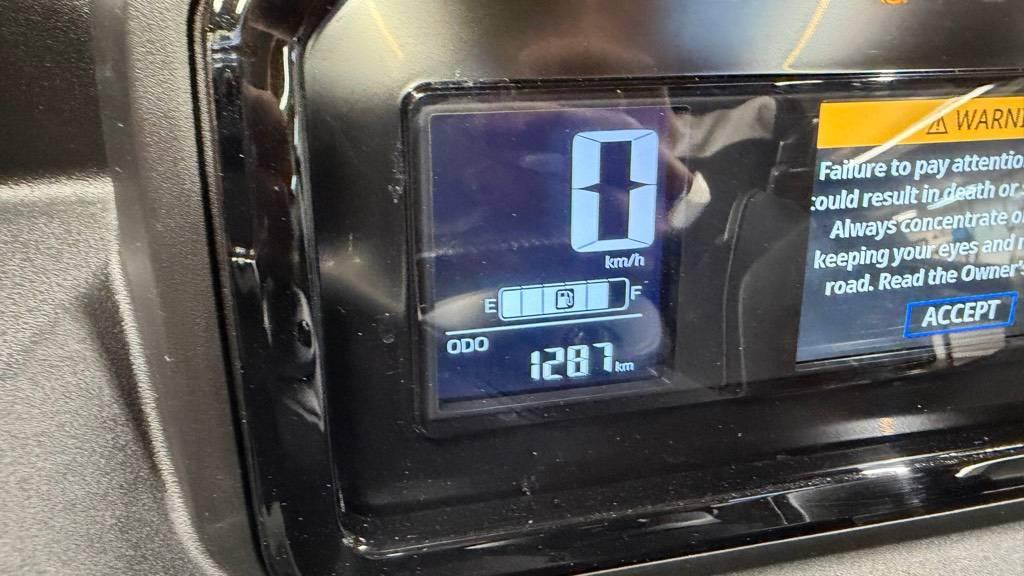 0
km/h
E F
ODO
1287 km
WARNI
Failure to pay attentio
could result in death or
Always concentrate o
keeping your eyes and
road. Read the Owner's
ACCEPT